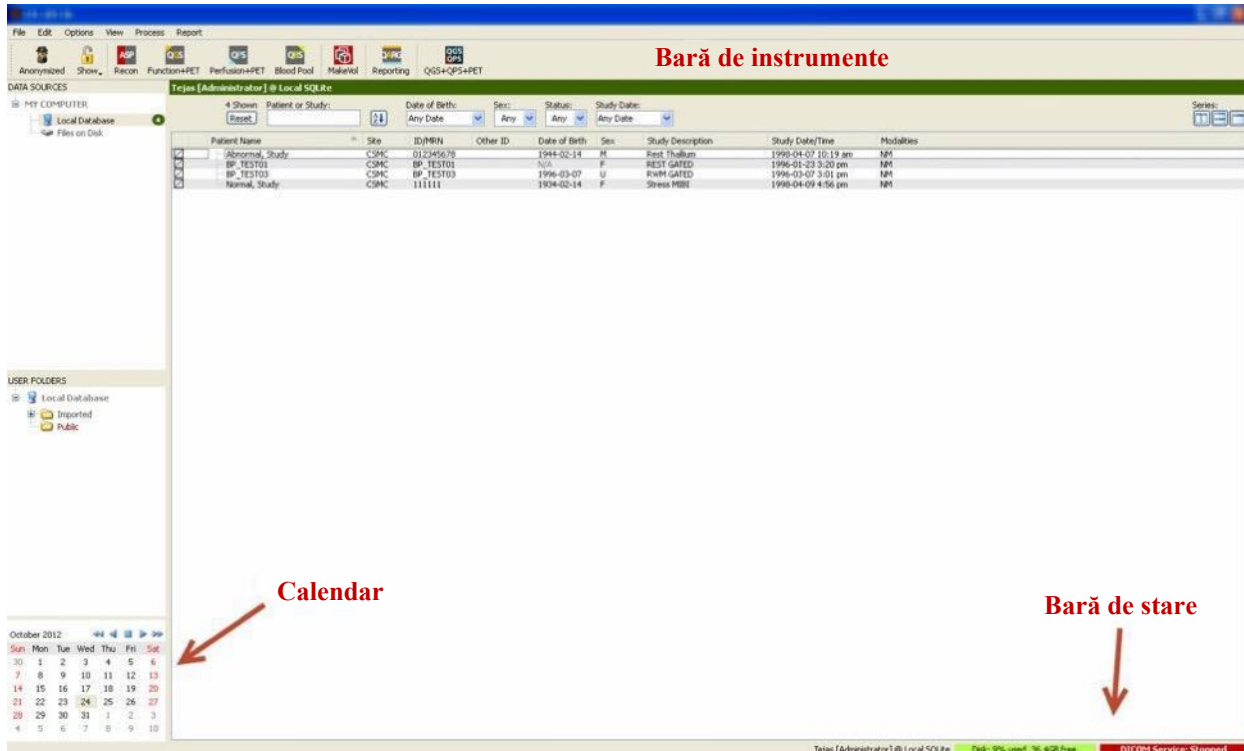 File Edit Options View Process Report
Anonymized Show Recon Function+PET Perfusion+PET Blood Pool MakeVol Reporting QGS+QPS+PET
Bară de instrumente
DATA SOURCES
Tejas [Administrator] @ Local SQLite
MY COMPUTER
Local Database 4
Files on Disk
4 Shown Patient or Study: Date of Birth: Sex: Status: Study Date: Series:
Reset Any Date Any Any Any Date
Patient Name Site ID/MRN Other ID Date of Birth Sex Study Description Study Date/Time Modalities
Abnormal, Study CSMC 012345678 1944-02-14 M Rest Thallium 1998-04-07 10:19 am NM
BP_TEST01 CSMC BP_TEST01 N/A F REST GATED 1996-01-23 3:20 pm NM
BP_TEST03 CSMC BP_TEST03 1996-03-07 U RWM GATED 1996-03-07 3:01 pm NM
Normal, Study CSMC 111111 1934-02-14 F Stress MIBI 1998-04-09 4:56 pm NM
USER FOLDERS
Local Database
Imported
Public
Calendar
Bară de stare
October 2012
Sun Mon Tue Wed Thu Fri Sat
30 1 2 3 4 5 6
7 8 9 10 11 12 13
14 15 16 17 18 19 20
21 22 23 24 25 26 27
28 29 30 31 1 2 3
4 5 6 7 8 9 10
Tejas [Administrator] @ Local SQLite Disk: 9% used, 36.4GB free DICOM Service: Stopped